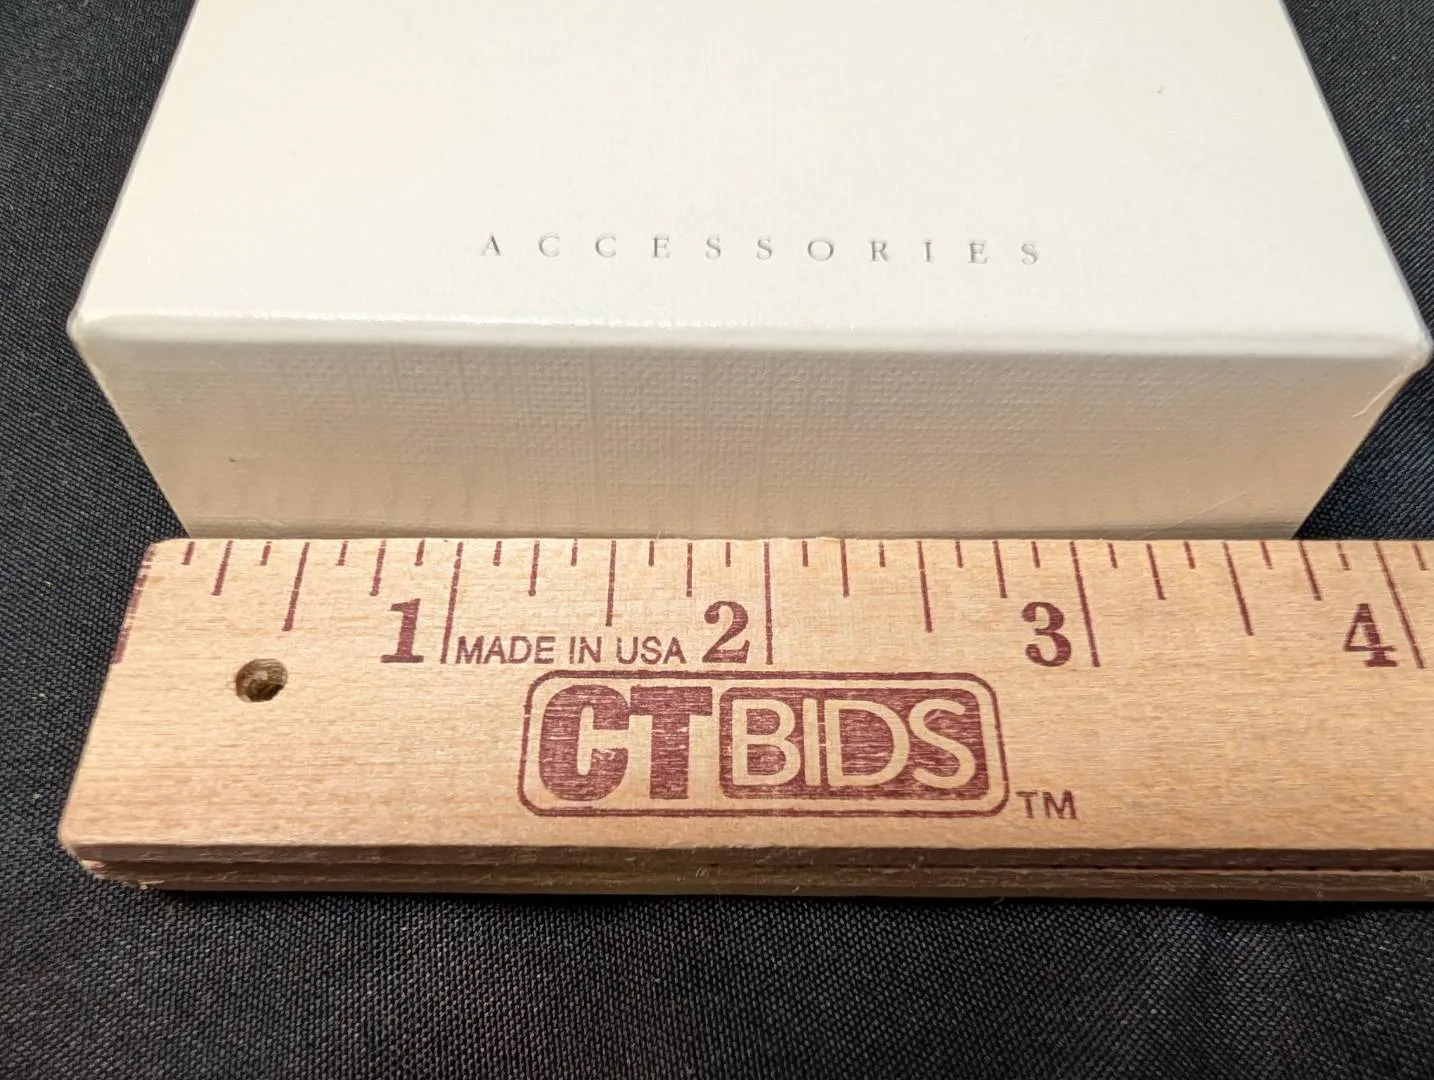 ACCESSORIES
1 2 3 4
MADE IN USA
CTBIDS TM